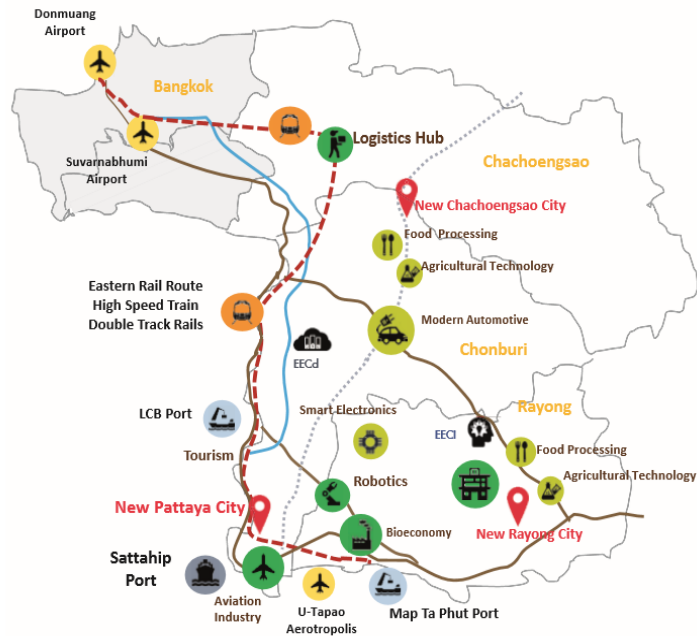 Donmuang
Airport
Bangkok
Suvarnabhumi
Airport
Logistics Hub
Chachoengsao
New Chachoengsao City
Food Processing
Agricultural Technology
Eastern Rail Route
High Speed Train
Double Track Rails
Modern Automotive
EECd
Chonburi
Rayong
LCB Port
Smart Electronics
EECI
Tourism
Food Processing
Robotics
Agricultural Technology
New Pattaya City
Bioeconomy
New Rayong City
Sattahip
Port
Aviation
Industry
U-Tapao
Aerotropolis
Map Ta Phut Port